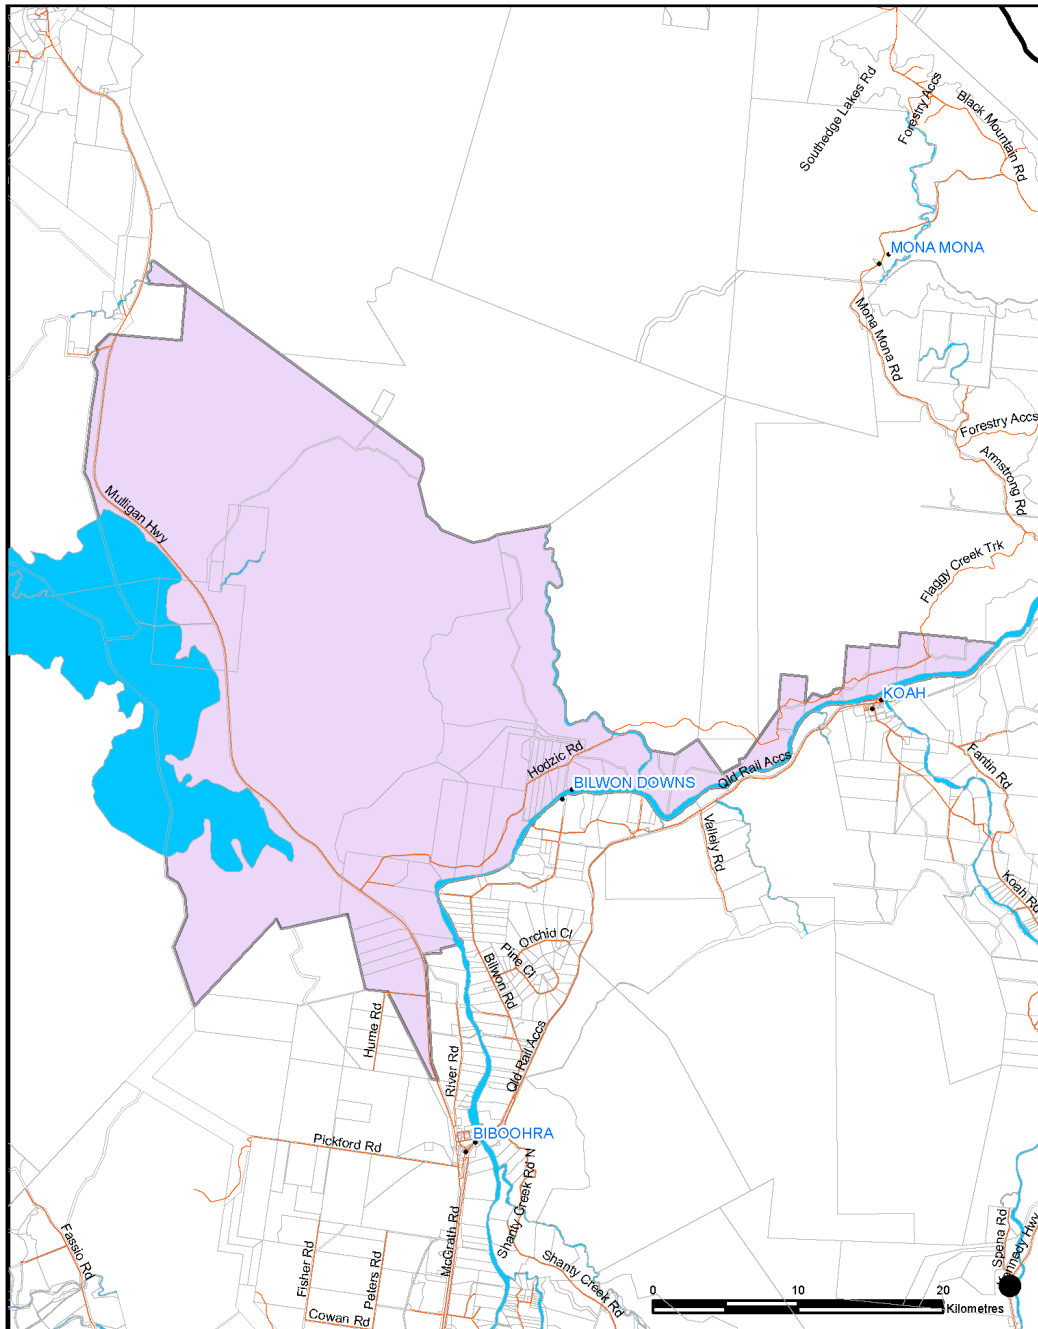 Southedge Lakes Rd
Forestry Accs
Black Mountain Rd
MONA MONA
Mona Mona Rd
Forestry Accs
Armstrong Rd
Mulligan Hwy
Flaggy Creek Trk
KOAH
Hodzic Rd
Qld Rail Accs
Fantin Rd
BILWON DOWNS
Vallely Rd
Koah Rd
Orchid Cl
Pine Cl
Bilwon Rd
Hume Rd
River Rd
Qld Rail Accs
BIBOOHRA
Pickford Rd
Shanty Creek Rd N
McGrath Rd
Fassio Rd
Fisher Rd
Peters Rd
Shanty Creek Rd
Cowan Rd
Spena Rd
Kennedy Hwy
0 10 20
Kilometres